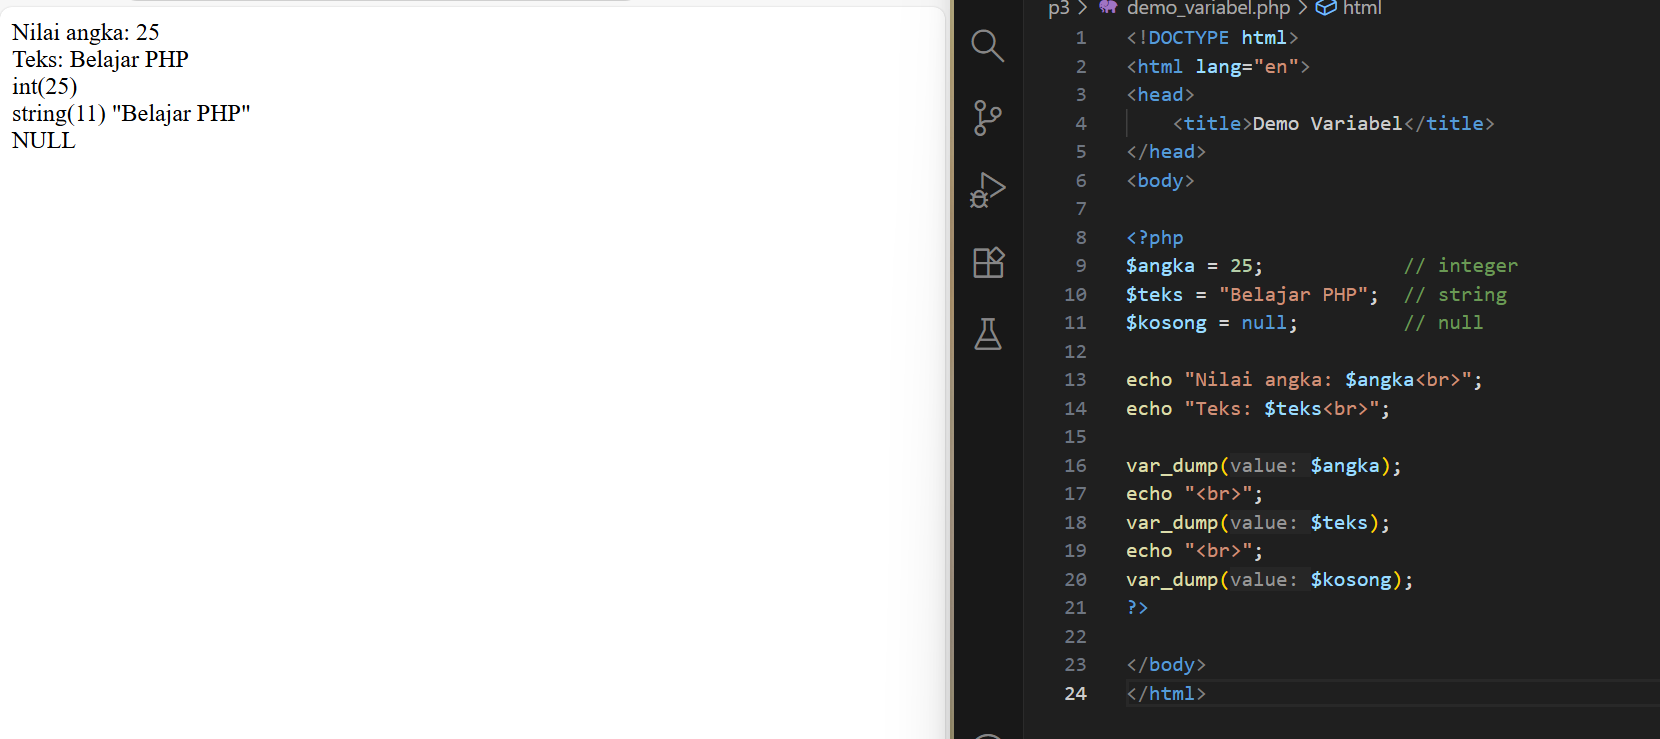 Nilai angka: 25
Teks: Belajar PHP
int(25)
string(11) "Belajar PHP"
NULL
p3 > demo_variabel.php > html
1 <!DOCTYPE html>
2 <html lang="en">
3 <head>
4     <title>Demo Variabel</title>
5 </head>
6 <body>
7
8 <?php
9 $angka = 25;            // integer
10 $teks = "Belajar PHP";  // string
11 $kosong = null;         // null
12
13 echo "Nilai angka: $angka<br>";
14 echo "Teks: $teks<br>";
15
16 var_dump(value: $angka);
17 echo "<br>";
18 var_dump(value: $teks);
19 echo "<br>";
20 var_dump(value: $kosong);
21 ?>
22
23 </body>
24 </html>